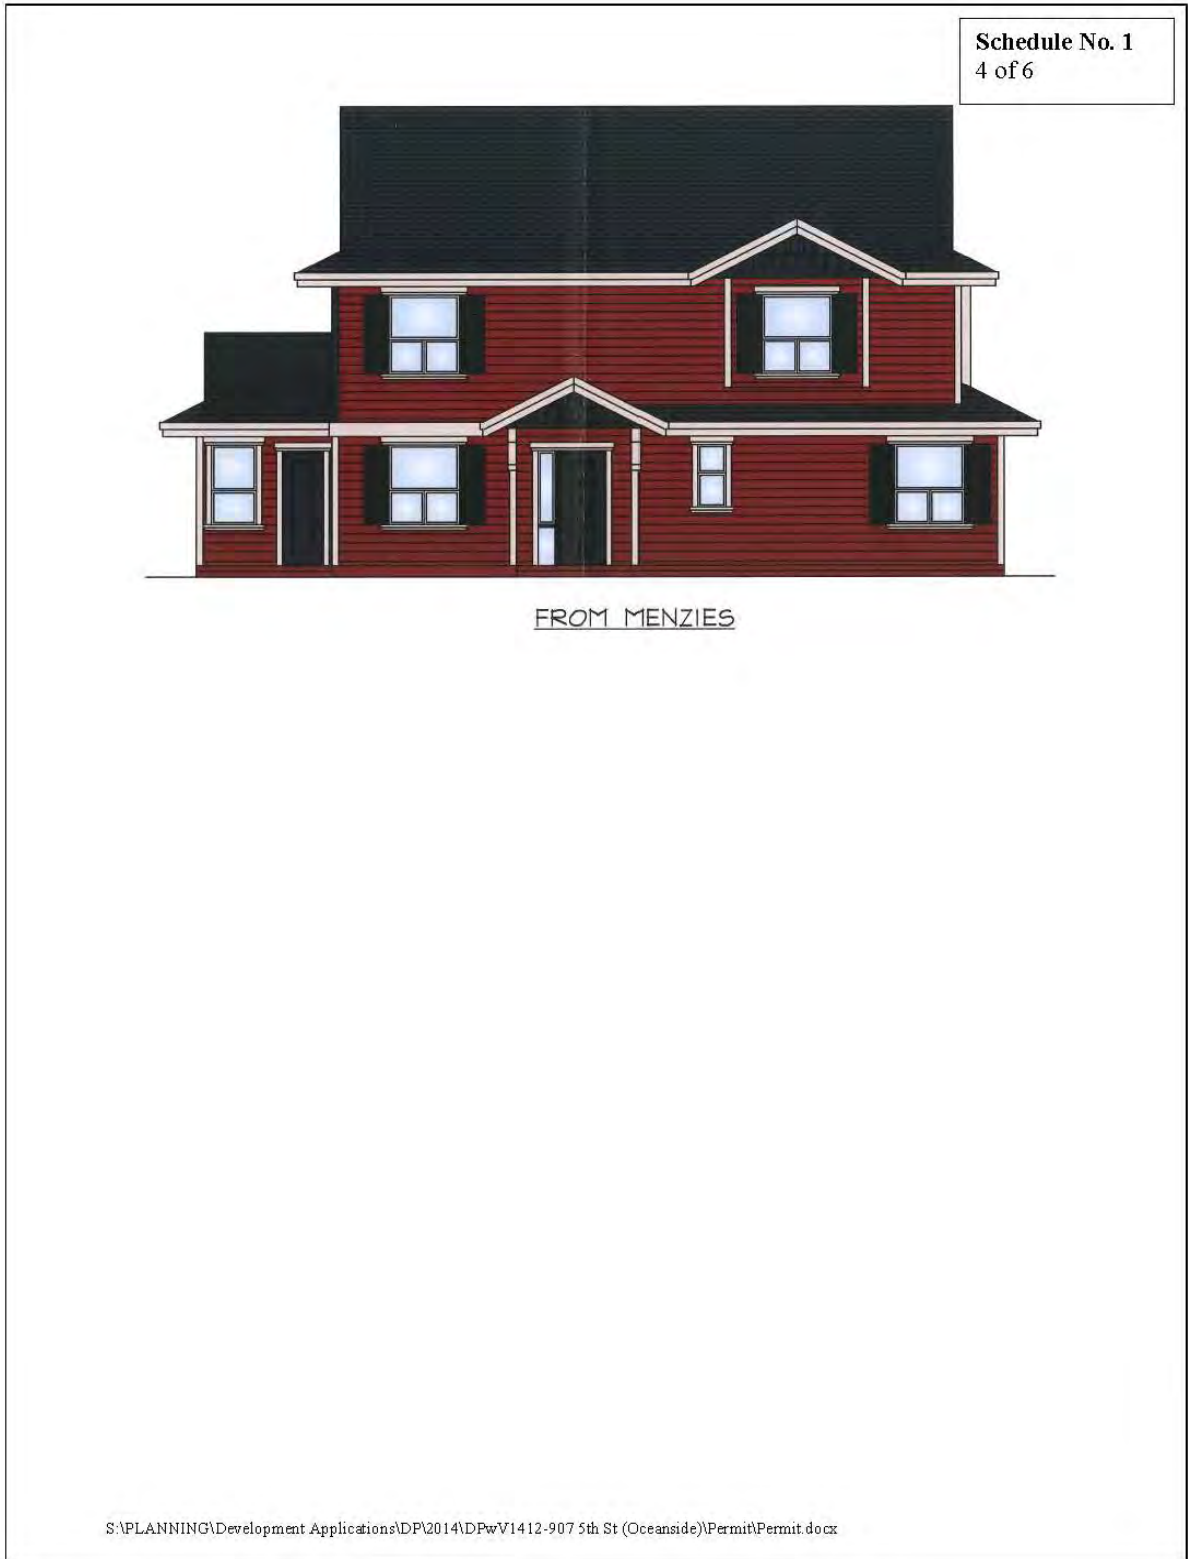 Schedule No. 1
4 of 6
FROM MENZIES
S:\PLANNING\Development Applications\DP\2014\DPwV1412-907 5th St (Oceanside)\Permit\Permit.docx